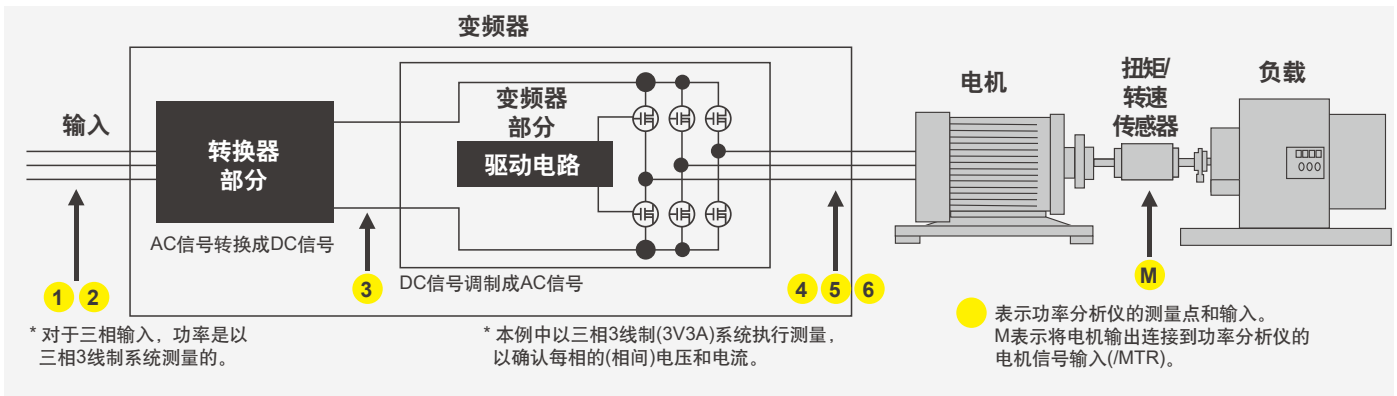 变频器
输入
转换器
部分
AC信号转换成DC信号
变频器
部分
驱动电路
DC信号调制成AC信号
电机
扭矩/
转速
传感器
负载
1 2
3
4 5 6
M
* 对于三相输入，功率是以
三相3线制系统测量的。
* 本例中以三相3线制(3V3A)系统执行测量，
以确认每相的(相间)电压和电流。
表示功率分析仪的测量点和输入。
M表示将电机输出连接到功率分析仪的
电机信号输入(/MTR)。